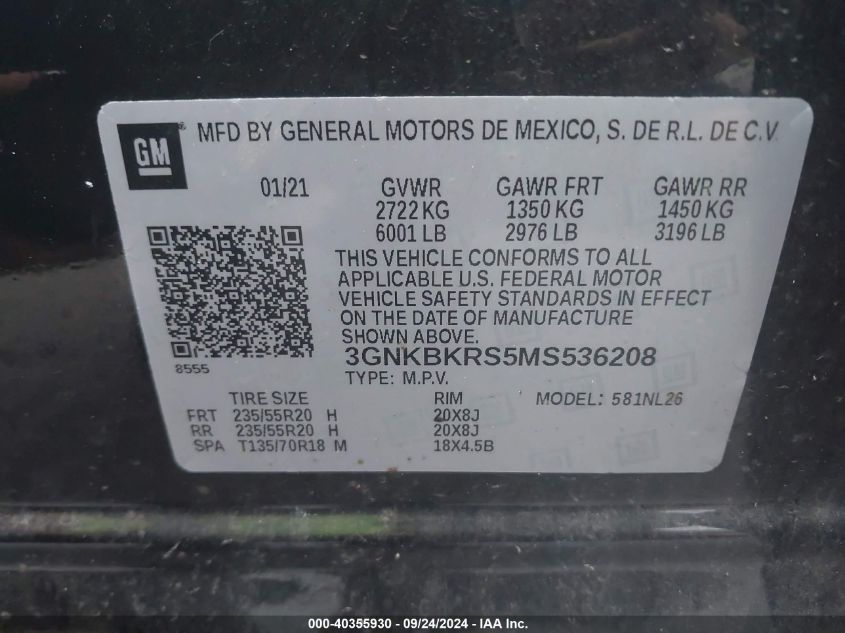 GM ® MFD BY GENERAL MOTORS DE MEXICO, S. DE R.L. DE C.V.
01/21 GVWR GAWR FRT GAWR RR
2722 KG 1350 KG 1450 KG
6001 LB 2976 LB 3196 LB
THIS VEHICLE CONFORMS TO ALL
APPLICABLE U.S. FEDERAL MOTOR
VEHICLE SAFETY STANDARDS IN EFFECT
ON THE DATE OF MANUFACTURE
SHOWN ABOVE.
3GNKBKRS5MS536208
8555 TYPE: M.P.V.
TIRE SIZE RIM MODEL: 581NL26
FRT 235/55R20 H 20X8J
RR 235/55R20 H 20X8J
SPA T135/70R18 M 18X4.5B
000-40355930 - 09/24/2024 - IAA Inc.